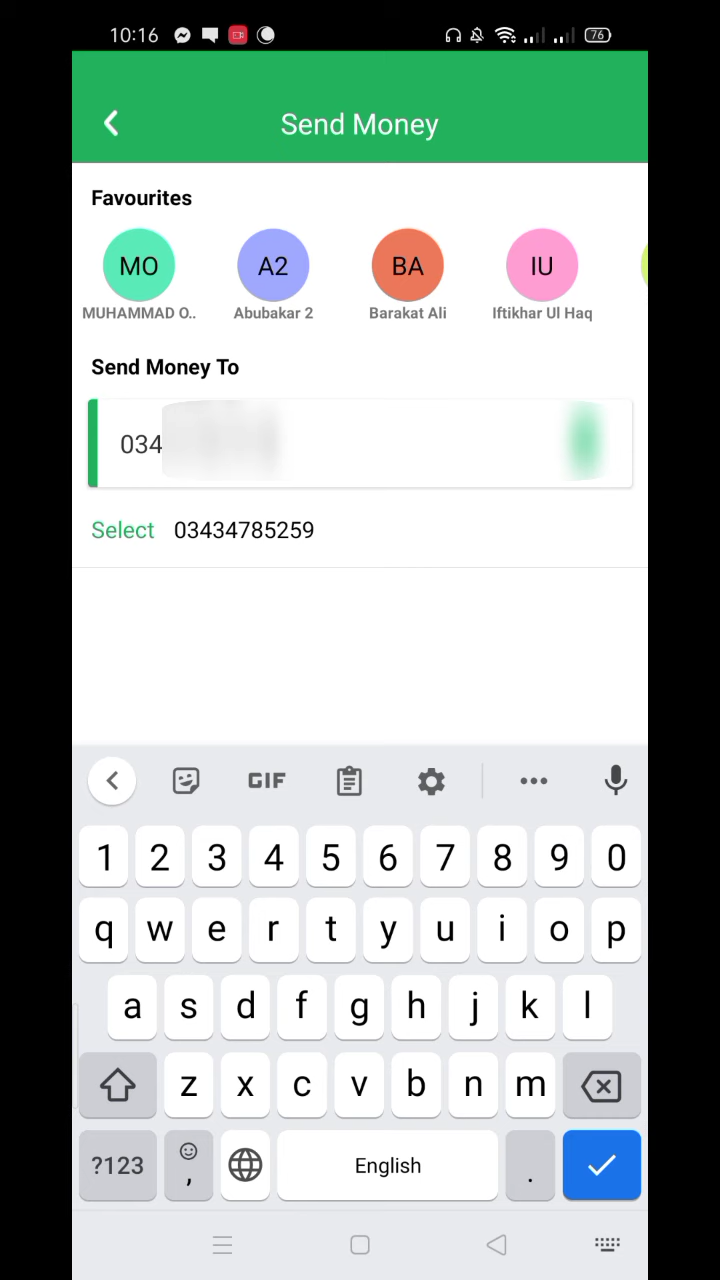 10:16 76
Send Money
Favourites
MO A2 BA IU
MUHAMMAD O.. Abubakar 2 Barakat Ali Iftikhar Ul Haq
Send Money To
034
Select 03434785259
GIF
1 2 3 4 5 6 7 8 9 0
q w e r t y u i o p
a s d f g h j k l
z x c v b n m
?123 , English .